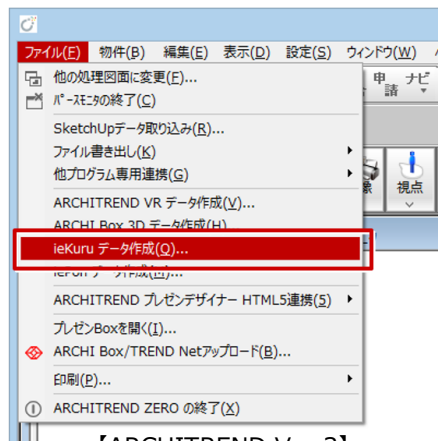 ファイル(F) 物件(B) 編集(E) 表示(D) 設定(S) ウィンドウ(W)
他の処理図面に変更(F)...
申請
ナビ
パースモニタの終了(C)
SketchUpデータ取り込み(R)...
ファイル書き出し(K)
他プログラム専用連携(G)
視点
ARCHITREND VR データ作成(V)...
ARCHI Box 3D データ作成(H)
ieKuru データ作成(Q)...
ARCHITREND プレゼンデザイナー HTML5連携(5)
プレゼンBoxを開く(I)...
ARCHI Box/TREND Netアップロード(B)...
印刷(P)...
ARCHITREND ZERO の終了(X)